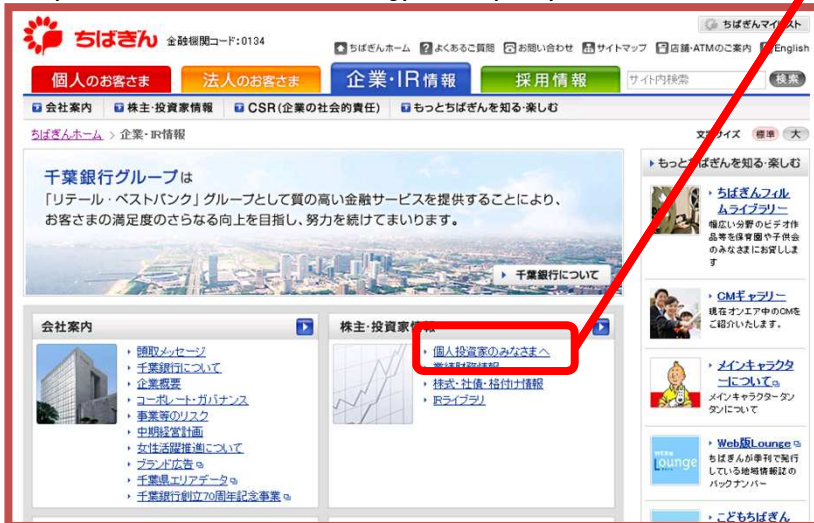 ちばぎんマイリスト
ちばぎん 金融機関コード:0134
ちばぎんホーム よくあるご質問 お問い合わせ サイトマップ 店舗・ATMのご案内 English
個人のお客さま 法人のお客さま 企業・IR情報 採用情報 サイト内検索 検索
会社案内 株主・投資家情報 CSR(企業の社会的責任) もっとちばぎんを知る・楽しむ
ちばぎんホーム > 企業・IR情報
文字サイズ 標準 大
千葉銀行グループは
「リテール・ベストバンク」グループとして質の高い金融サービスを提供することにより、
お客さまの満足度のさらなる向上を目指し、努力を続けてまいります。
千葉銀行について
会社案内
頭取メッセージ
千葉銀行について
企業概要
コーポレート・ガバナンス
事業等のリスク
中期経営計画
女性活躍推進について
ブランド広告
千葉県エリアデータ
千葉銀行創立70周年記念事業
株主・投資家情報
個人投資家のみなさまへ
業績財務情報
株式・社債・格付け情報
IRライブラリ
もっとちばぎんを知る・楽しむ
ちばぎんフィル
ムライブラリー
幅広い分野のビデオ作
品等を保育園や子供会
のみなさまにお貸ししま
す
CMギャラリー
現在オンエア中のCMを
ご紹介いたします。
メインキャラクタ
ーについて
メインキャラクタータン
タンについて
Web版Lounge
Lounge
ちばぎんが季刊で発行
している地域情報誌の
バックナンバー
こどもちばぎん